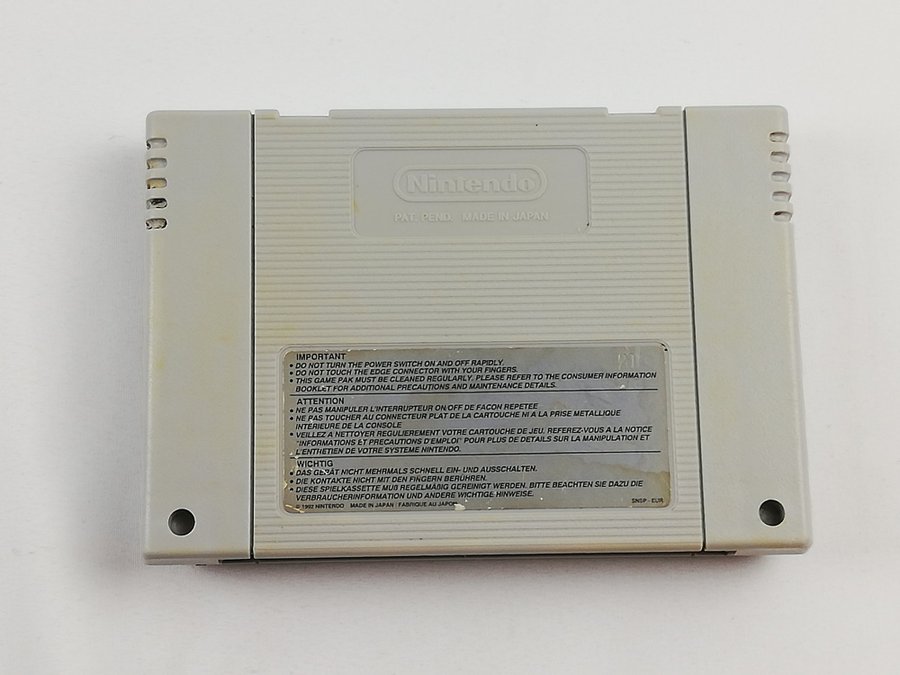 Nintendo
PAT. PEND. MADE IN JAPAN
21
IMPORTANT
• DO NOT TURN THE POWER SWITCH ON AND OFF RAPIDLY.
• DO NOT TOUCH THE EDGE CONNECTOR WITH YOUR FINGERS.
• THIS GAME PAK MUST BE CLEANED REGULARLY. PLEASE REFER TO THE CONSUMER INFORMATION
BOOKLET FOR ADDITIONAL PRECAUTIONS AND MAINTENANCE DETAILS.
ATTENTION
• NE PAS MANIPULER L'INTERRUPTEUR ON/OFF DE FACON REPETEE
• NE PAS TOUCHER AU CONNECTEUR PLAT DE LA CARTOUCHE NI A LA PRISE METALLIQUE
INTERIEURE DE LA CONSOLE
• VEILLEZ A NETTOYER REGULIEREMENT VOTRE CARTOUCHE DE JEU. REFEREZ-VOUS A LA NOTICE
"INFORMATIONS ET PRECAUTIONS D'EMPLOI" POUR PLUS DE DETAILS SUR LA MANIPULATION ET
L'ENTHETIEN DE VOTRE SYSTEME NINTENDO.
WICHTIG
• DAS GERÄT NICHT MEHRMALS SCHNELL EIN- UND AUSSCHALTEN.
• DIE KONTAKTE NICHT MIT DEN FINGERN BERÜHREN.
• DIESE SPIELKASSETTE MUß REGELMÄßIG GEREINIGT WERDEN. BITTE BEACHTEN SIE DAZU DIE
VERBRAUCHERINFORMATION UND ANDERE WICHTIGE HINWEISE.
© 1992 NINTENDO MADE IN JAPAN / FABRIQUE AU JAPON SNSP - EUR